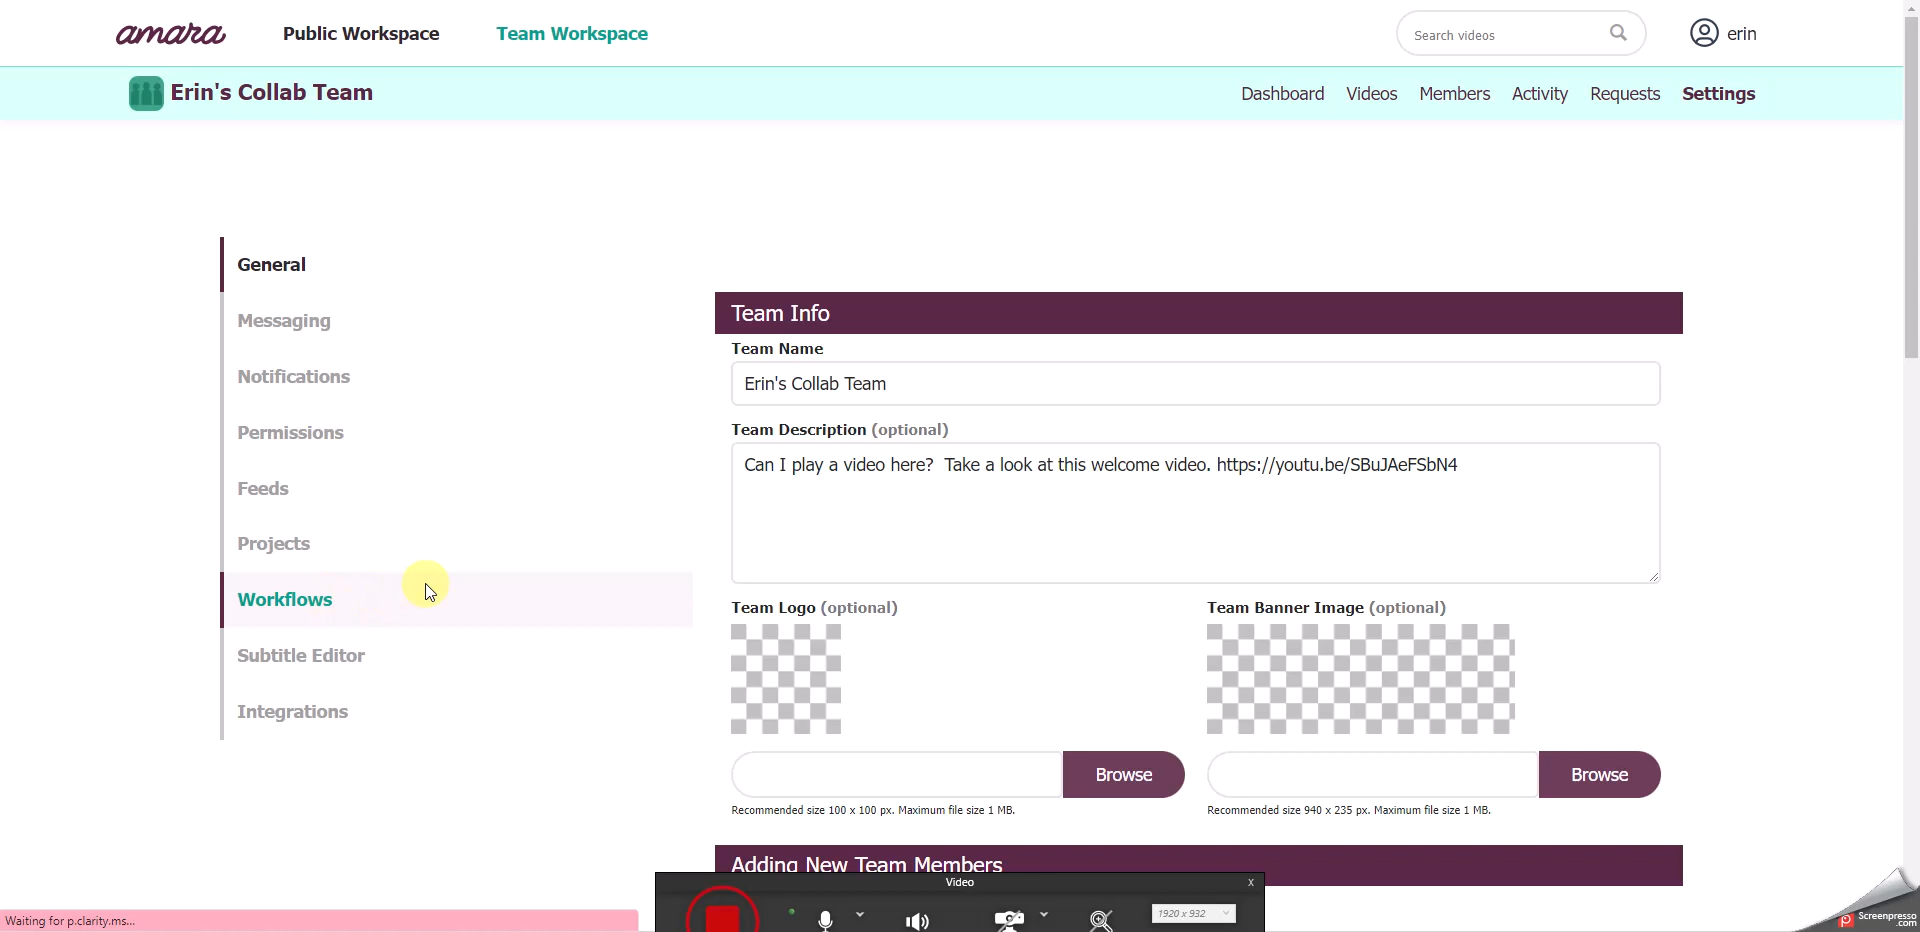 amara
Public Workspace
Team Workspace
Search videos
erin
Erin's Collab Team
Dashboard
Videos
Members
Activity
Requests
Settings
General
Messaging
Notifications
Permissions
Feeds
Projects
Workflows
Subtitle Editor
Integrations
Team Info
Team Name
Erin's Collab Team
Team Description (optional)
Can I play a video here?  Take a look at this welcome video. https://youtu.be/SBuJAeFSbN4
Team Logo (optional)
Team Banner Image (optional)
Browse
Browse
Recommended size 100 x 100 px. Maximum file size 1 MB.
Recommended size 940 x 235 px. Maximum file size 1 MB.
Adding New Team Members
Video
x
1920 x 932
Waiting for p.clarity.ms...
Screenpresso
.com